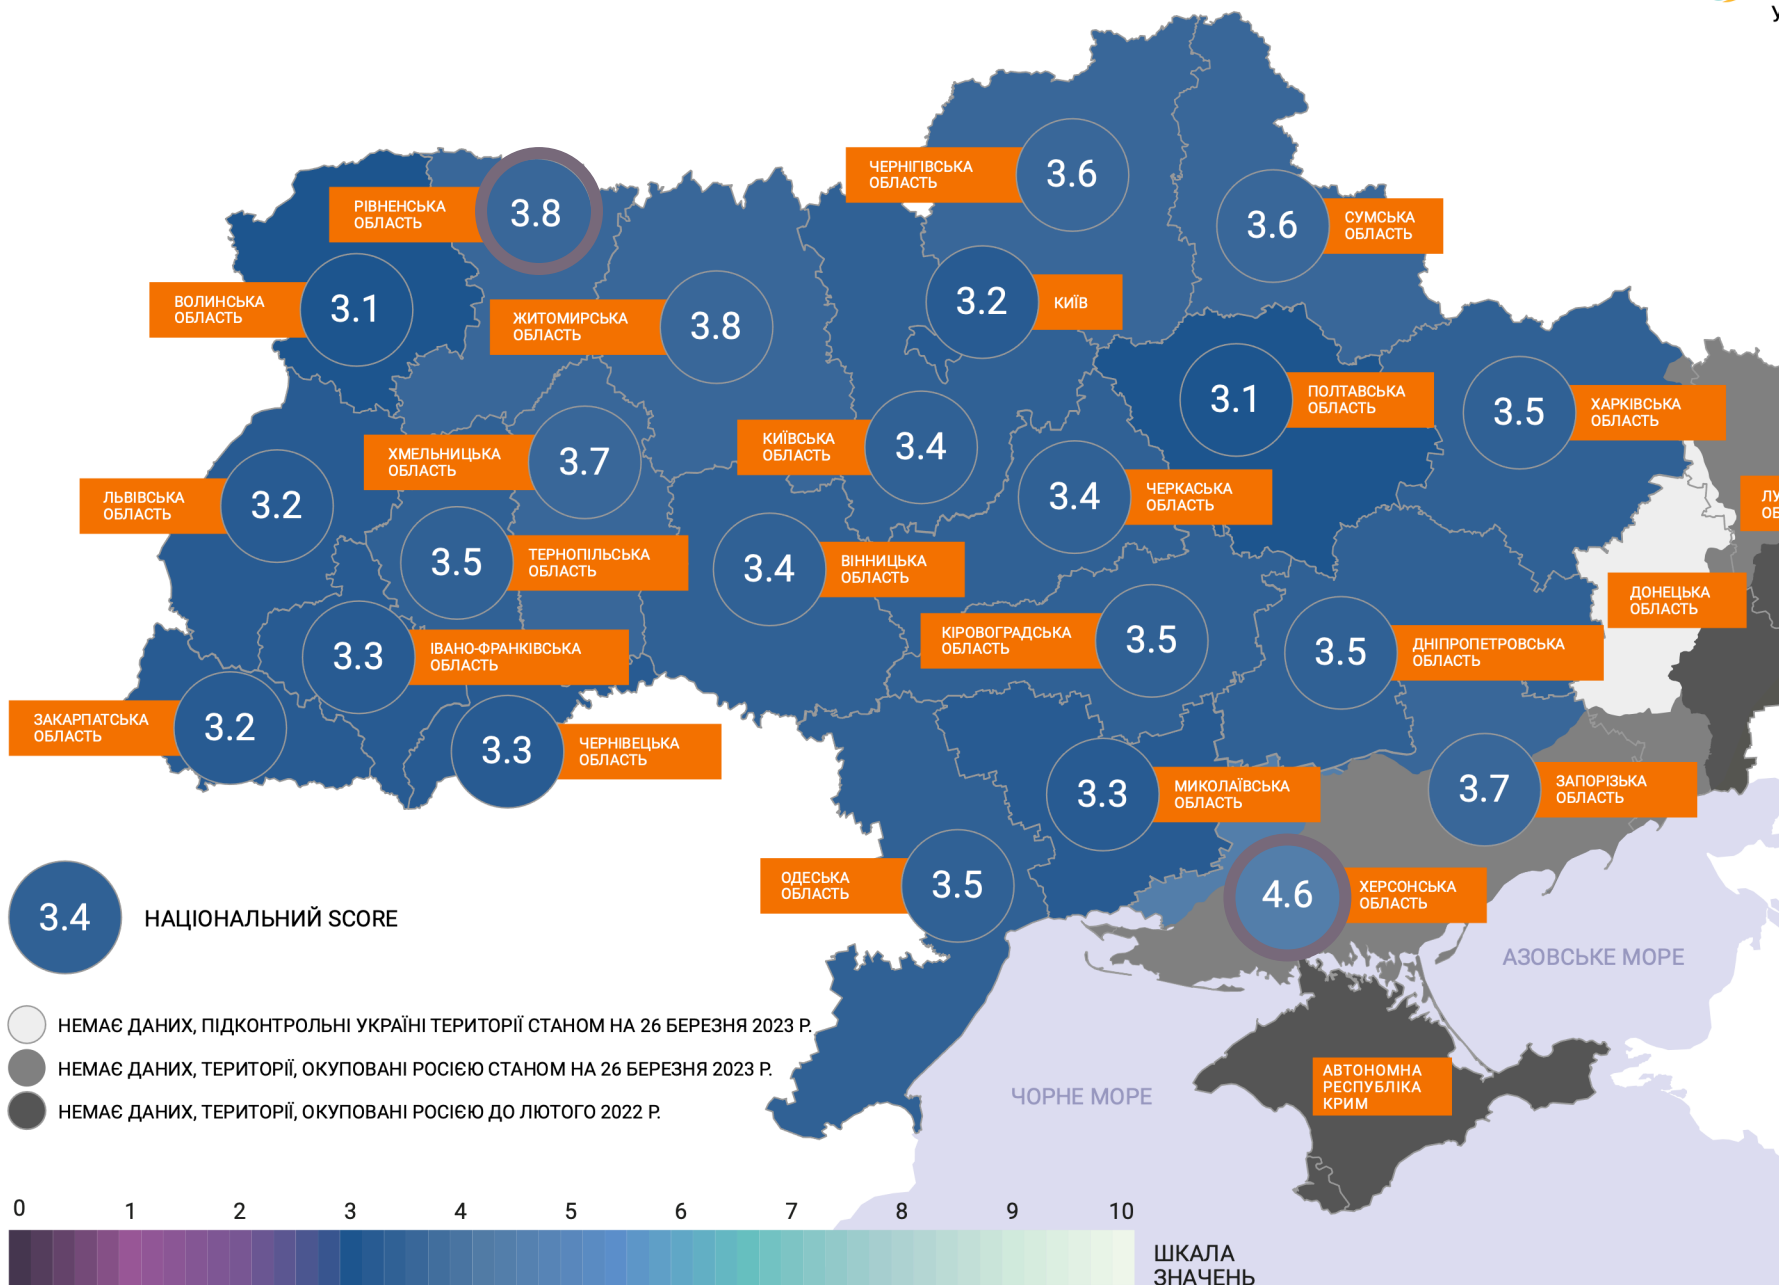 ЧЕРНІГІВСЬКА
ОБЛАСТЬ
3.6
3.6
СУМСЬКА
ОБЛАСТЬ
РІВНЕНСЬКА
ОБЛАСТЬ
3.8
ВОЛИНСЬКА
ОБЛАСТЬ
3.1
ЖИТОМИРСЬКА
ОБЛАСТЬ
3.8
3.2
КИЇВ
3.1
ПОЛТАВСЬКА
ОБЛАСТЬ
3.5
ХАРКІВСЬКА
ОБЛАСТЬ
ХМЕЛЬНИЦЬКА
ОБЛАСТЬ
3.7
КИЇВСЬКА
ОБЛАСТЬ
3.4
3.4
ЧЕРКАСЬКА
ОБЛАСТЬ
ЛЬВІВСЬКА
ОБЛАСТЬ
3.2
3.5
ТЕРНОПІЛЬСЬКА
ОБЛАСТЬ
3.4
ВІННИЦЬКА
ОБЛАСТЬ
ДОНЕЦЬКА
ОБЛАСТЬ
3.3
ІВАНО-ФРАНКІВСЬКА
ОБЛАСТЬ
КІРОВОГРАДСЬКА
ОБЛАСТЬ
3.5
3.5
ДНІПРОПЕТРОВСЬКА
ОБЛАСТЬ
ЗАКАРПАТСЬКА
ОБЛАСТЬ
3.2
3.3
ЧЕРНІВЕЦЬКА
ОБЛАСТЬ
3.3
МИКОЛАЇВСЬКА
ОБЛАСТЬ
3.7
ЗАПОРІЗЬКА
ОБЛАСТЬ
ОДЕСЬКА
ОБЛАСТЬ
3.5
4.6
ХЕРСОНСЬКА
ОБЛАСТЬ
3.4
НАЦІОНАЛЬНИЙ SCORE
АЗОВСЬКЕ МОРЕ
НЕМАЄ ДАНИХ, ПІДКОНТРОЛЬНІ УКРАЇНІ ТЕРИТОРІЇ СТАНОМ НА 26 БЕРЕЗНЯ 2023 Р.
НЕМАЄ ДАНИХ, ТЕРИТОРІЇ, ОКУПОВАНІ РОСІЄЮ СТАНОМ НА 26 БЕРЕЗНЯ 2023 Р.
НЕМАЄ ДАНИХ, ТЕРИТОРІЇ, ОКУПОВАНІ РОСІЄЮ ДО ЛЮТОГО 2022 Р.
ЧОРНЕ МОРЕ
АВТОНОМНА
РЕСПУБЛІКА
КРИМ
0 1 2 3 4 5 6 7 8 9 10
ШКАЛА
ЗНАЧЕНЬ